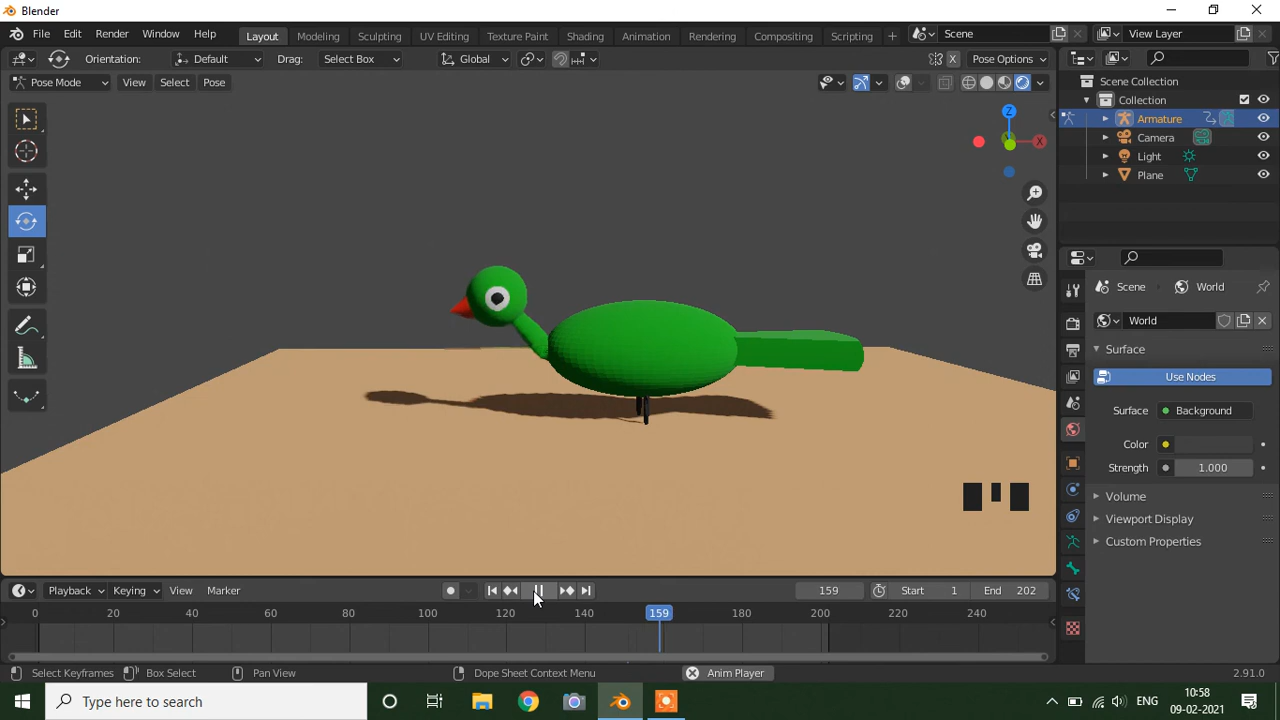 Blender
File Edit Render Window Help Layout Modeling Sculpting UV Editing Texture Paint Shading Animation Rendering Compositing Scripting + Scene View Layer
Orientation: Default Drag: Select Box Global X Pose Options
Pose Mode View Select Pose
Scene Collection
Collection
Armature
Camera
Light
Plane
Z
X
Scene World
World
Surface
Use Nodes
Surface Background
Color
Strength 1.000
Volume
Viewport Display
Custom Properties
Playback Keying View Marker 159 Start 1 End 202
0 20 40 60 80 100 120 140 159 180 200 220 240
Select Keyframes Box Select Pan View Dope Sheet Context Menu Anim Player 2.91.0
Type here to search
ENG
10:58
09-02-2021